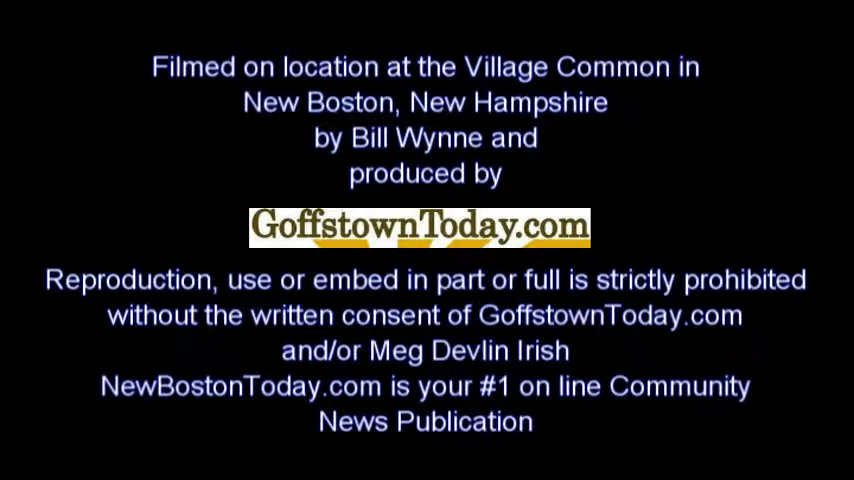 Filmed on location at the Village Common in
New Boston, New Hampshire
by Bill Wynne and
produced by
GoffstownToday.com
Reproduction, use or embed in part or full is strictly prohibited
without the written consent of GoffstownToday.com
and/or Meg Devlin Irish
NewBostonToday.com is your #1 on line Community
News Publication